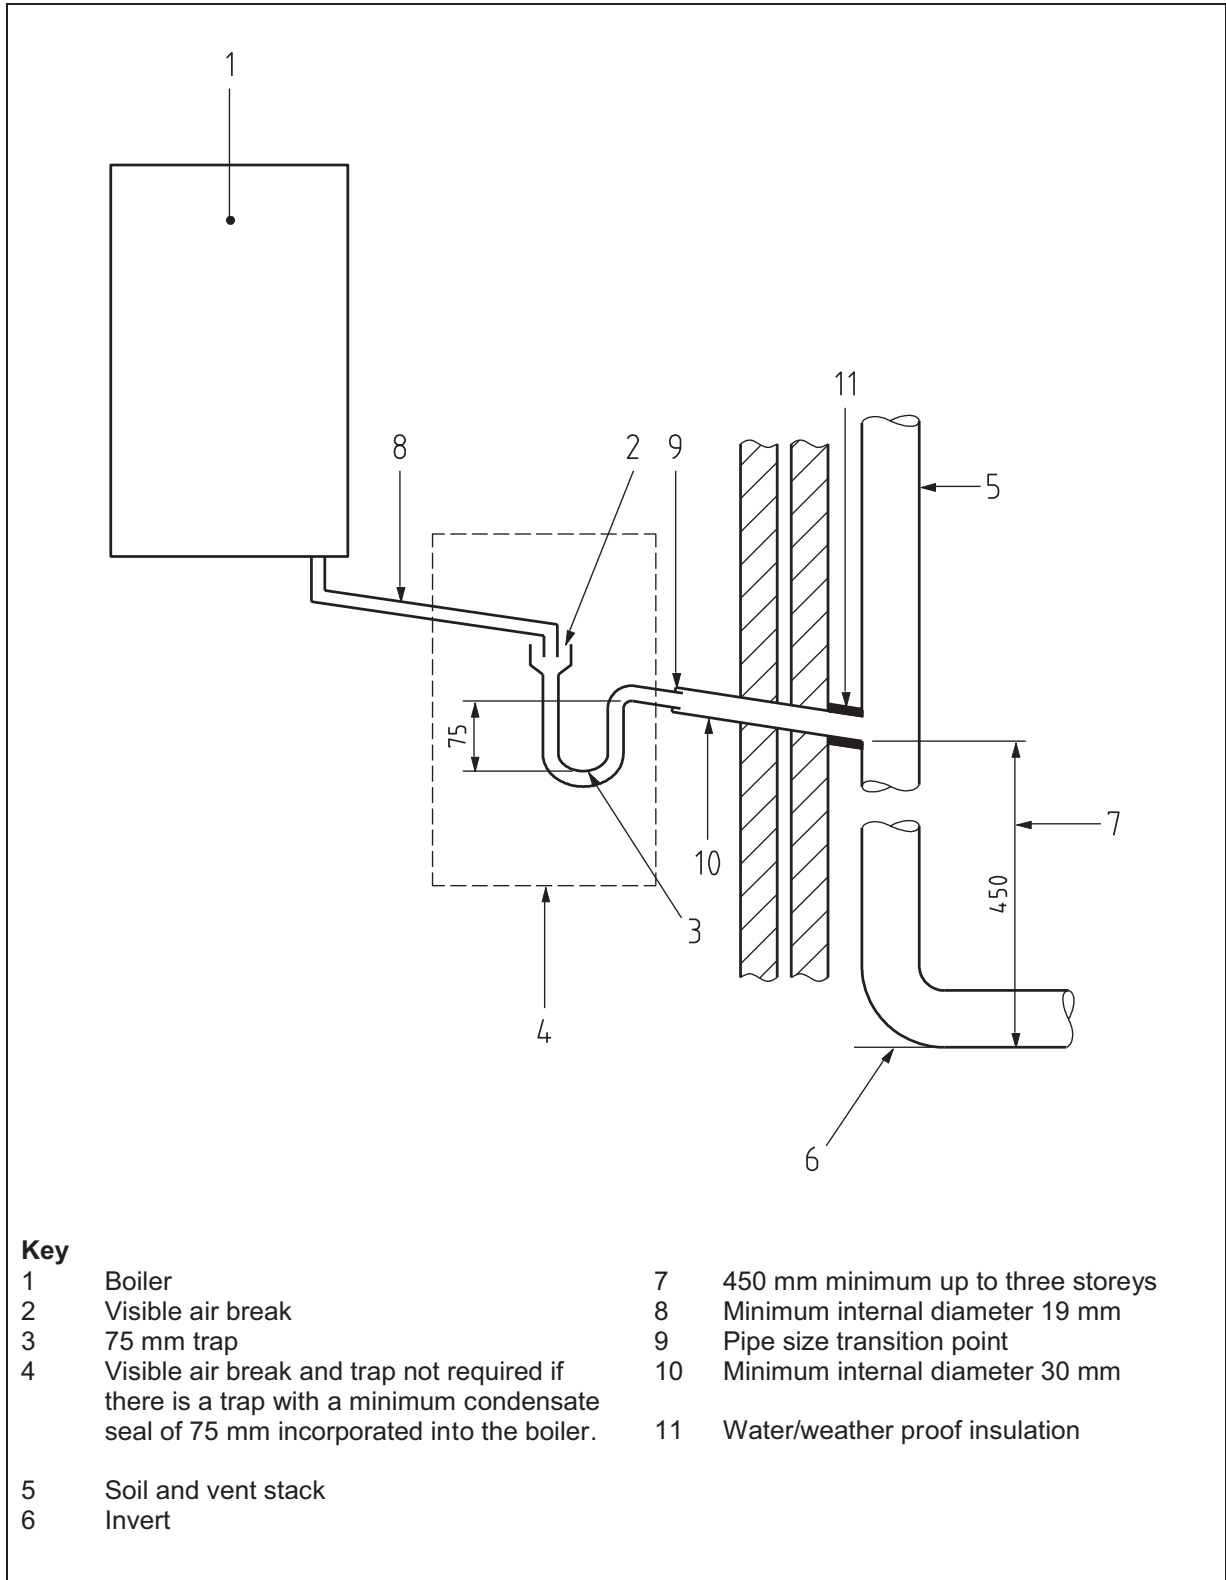 1
11
8
2
9
5
75
7
10
450
3
4
6
Key
1 Boiler
2 Visible air break
3 75 mm trap
4 Visible air break and trap not required if
there is a trap with a minimum condensate
seal of 75 mm incorporated into the boiler.
5 Soil and vent stack
6 Invert
7 450 mm minimum up to three storeys
8 Minimum internal diameter 19 mm
9 Pipe size transition point
10 Minimum internal diameter 30 mm
11 Water/weather proof insulation